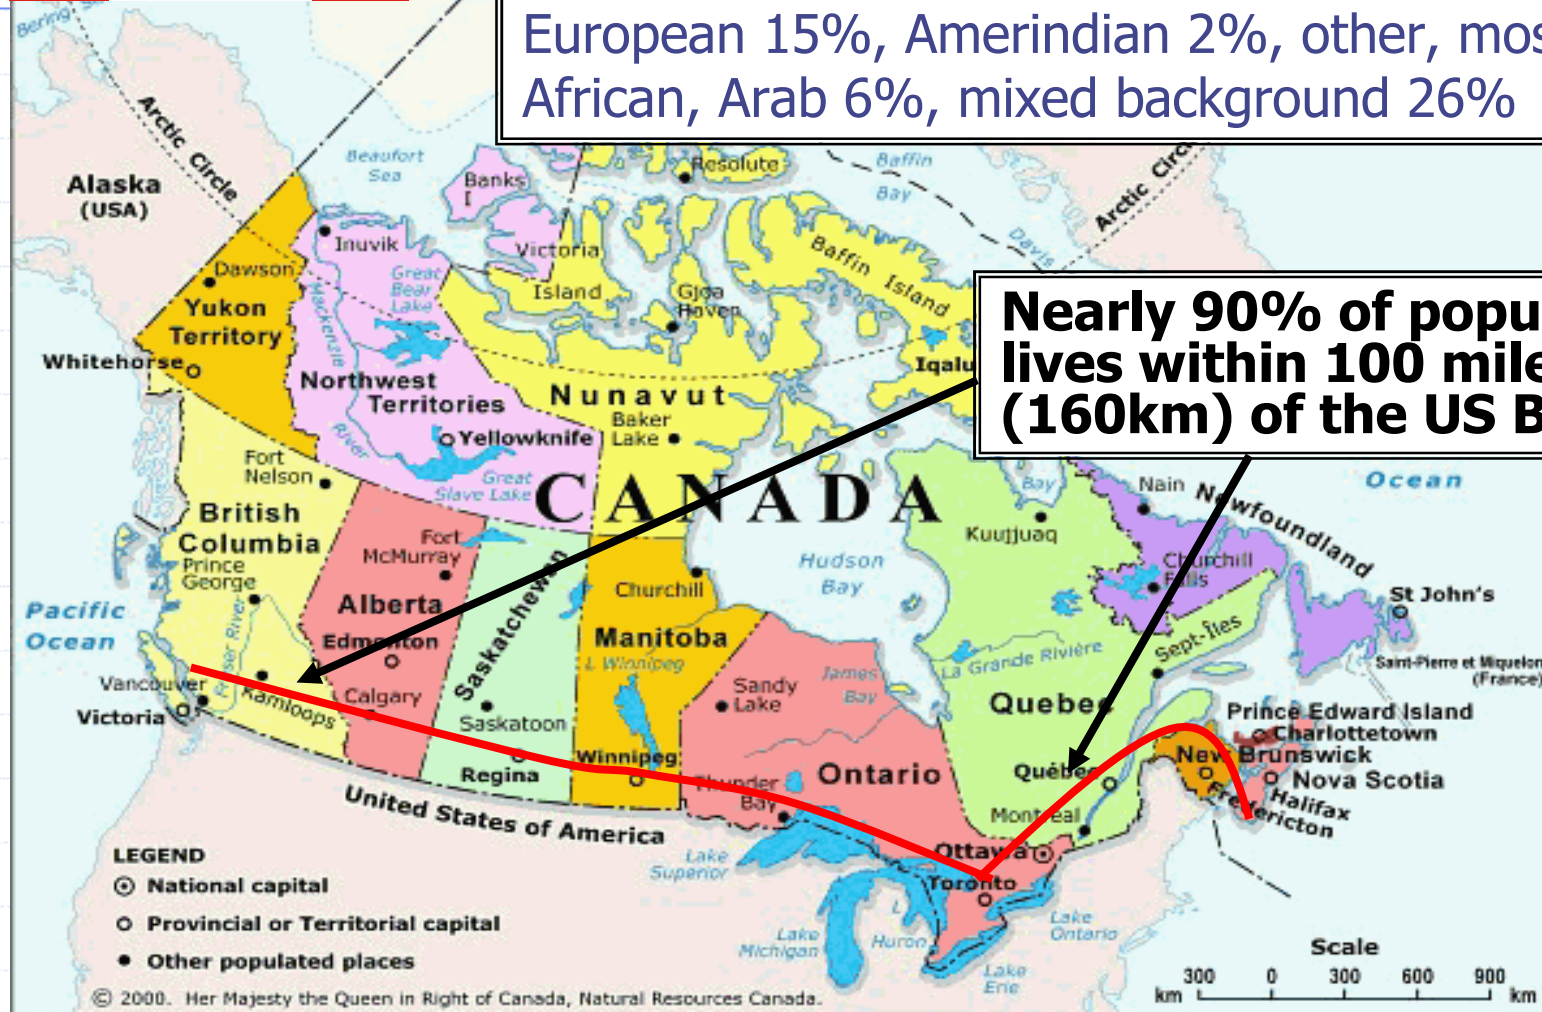 European 15%, Amerindian 2%, other, mos
African, Arab 6%, mixed background 26%
Bering
Arctic Circle
Beaufort
Sea
Baffin
Bay
Arctic Circ
Davis
Alaska
(USA)
Banks
I
Resolute
Inuvik
Victoria
Island
Baffin Island
Dawson
Great
Bear
Lake
Mackenzie
River
Gjoa
Haven
Yukon
Territory
Whitehorse
Northwest
Territories
Nunavut
Baker
Lake
Iqalu
Nearly 90% of popu
lives within 100 mile
(160km) of the US B
Yellowknife
Great
Slave Lake
Fort
Nelson
CANADA
Bay
Nain
Ocean
Newfoundland
British
Columbia
Prince
George
Fort
McMurray
Kuujjuaq
Hudson
Bay
Churchill
Falls
Churchill
St John's
Pacific
Ocean
Alberta
Edmonton
Saskatchewan
Manitoba
L Winnipeg
La Grande Rivière
Sept-Îles
Saint-Pierre et Miquelon
(France)
Vancouver
Victoria
River
Kamloops
Calgary
Saskatoon
Sandy
Lake
James
Bay
Quebec
Prince Edward Island
Charlottetown
New Brunswick
Nova Scotia
Halifax
Fredericton
Regina
Winnipeg
Thunder
Bay
Ontario
Québec
Montreal
United States of America
Ottawa
Toronto
Lake
Superior
Lake
Michigan
L
Huron
Lake
Ontario
Lake
Erie
LEGEND
National capital
Provincial or Territorial capital
Other populated places
© 2000. Her Majesty the Queen in Right of Canada, Natural Resources Canada.
Scale
300 0 300 600 900
km km